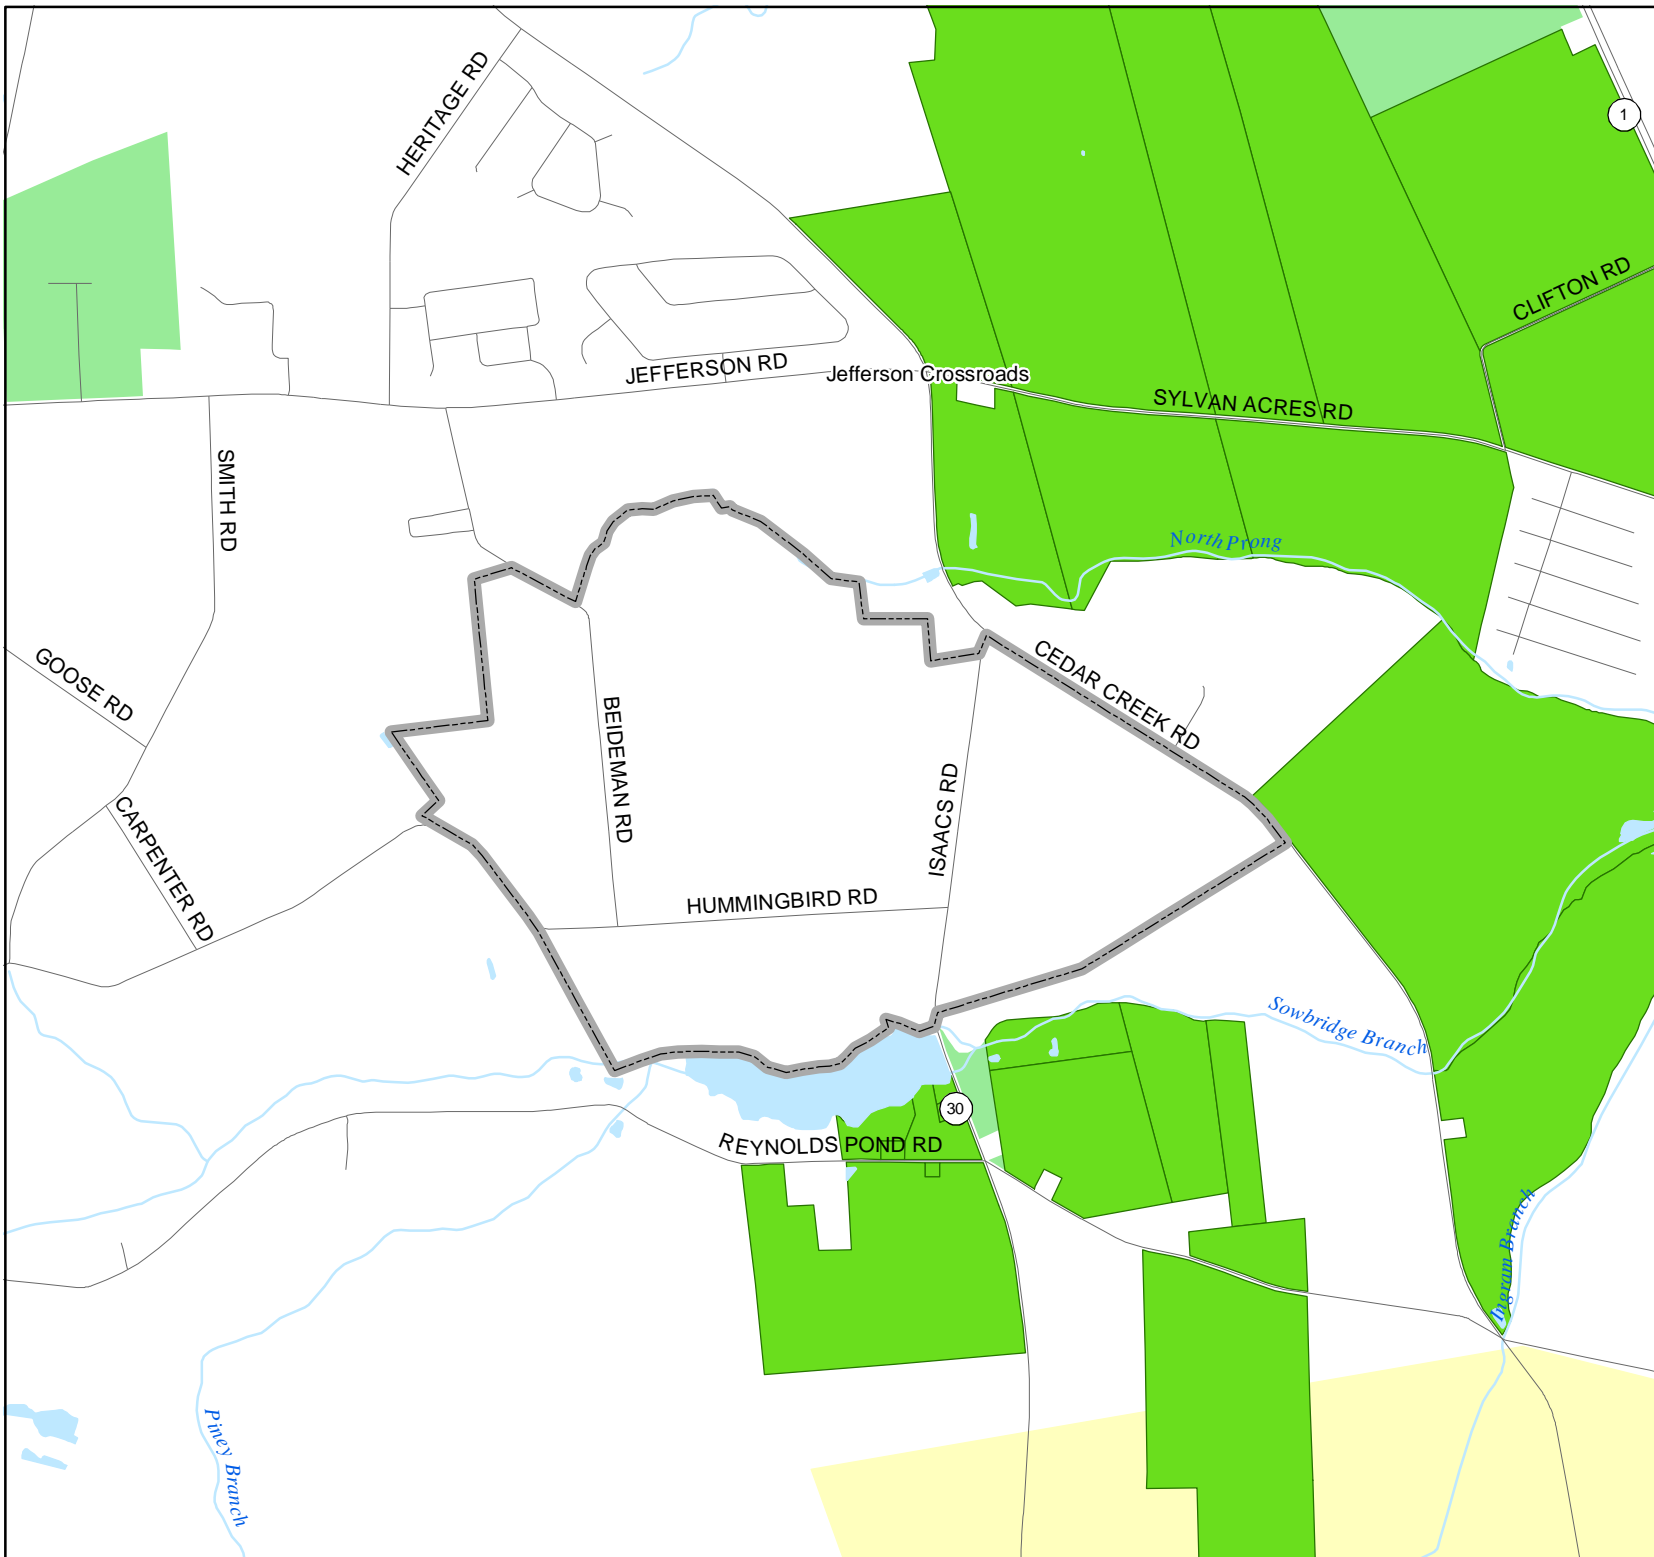 HERITAGE RD
1
CLIFTON RD
JEFFERSON RD
Jefferson Crossroads
SYLVAN ACRES RD
SMITH RD
North Prong
GOOSE RD
CEDAR CREEK RD
BEIDEMAN RD
ISAACS RD
CARPENTER RD
HUMMINGBIRD RD
Sowbridge Branch
30
REYNOLDS POND RD
Ingram Branch
Piney Branch